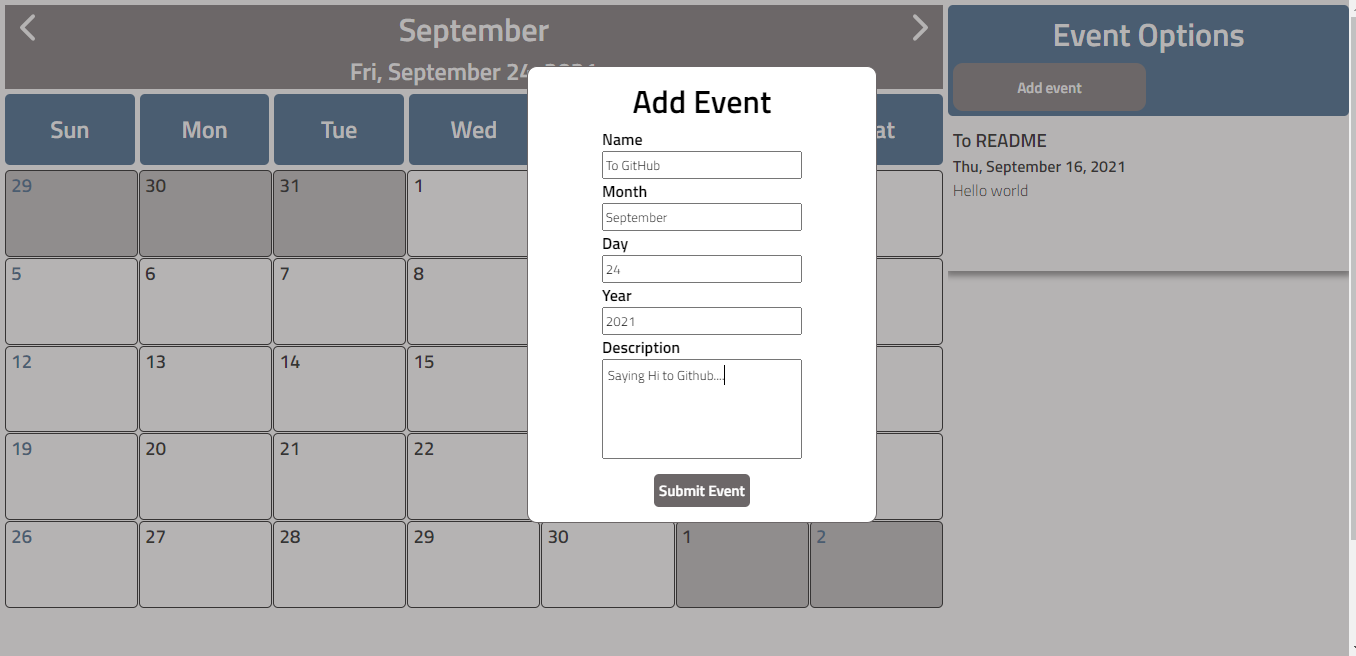 September
Fri, September 24, 2021
Event Options
Add event
To README
Thu, September 16, 2021
Hello world
Sun Mon Tue Wed at
29 30 31 1
5 6 7 8
12 13 14 15
19 20 21 22
26 27 28 29 30 1 2
Add Event
Name
To GitHub
Month
September
Day
24
Year
2021
Description
Saying Hi to Github....
Submit Event